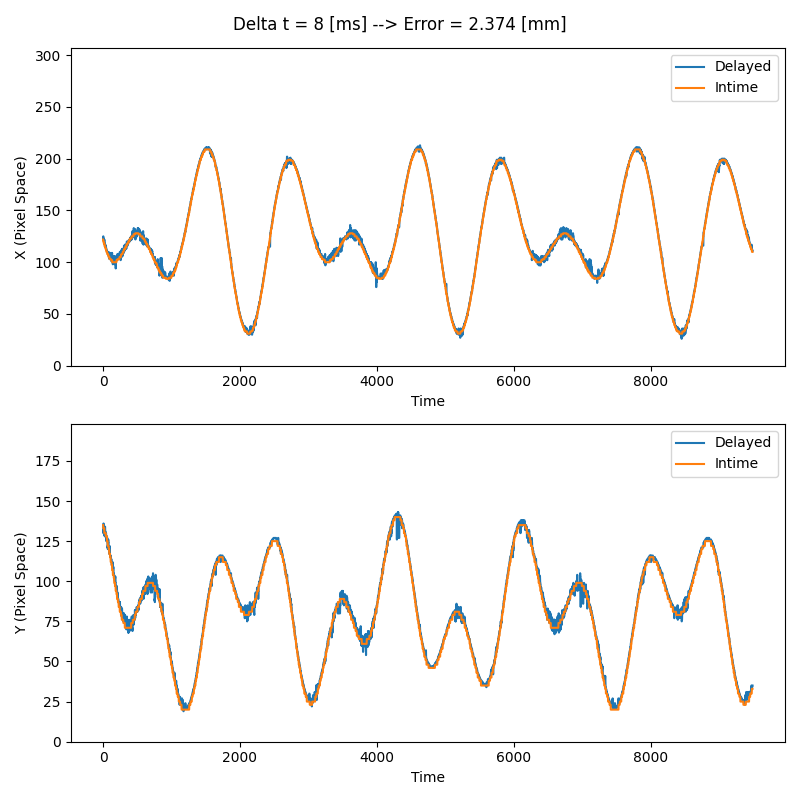 Delta t = 8 [ms] --> Error = 2.374 [mm]
300
250
200
150
100
50
0
X (Pixel Space)
Delayed
Intime
0 2000 4000 6000 8000
Time
175
150
125
100
75
50
25
0
Y (Pixel Space)
Delayed
Intime
0 2000 4000 6000 8000
Time